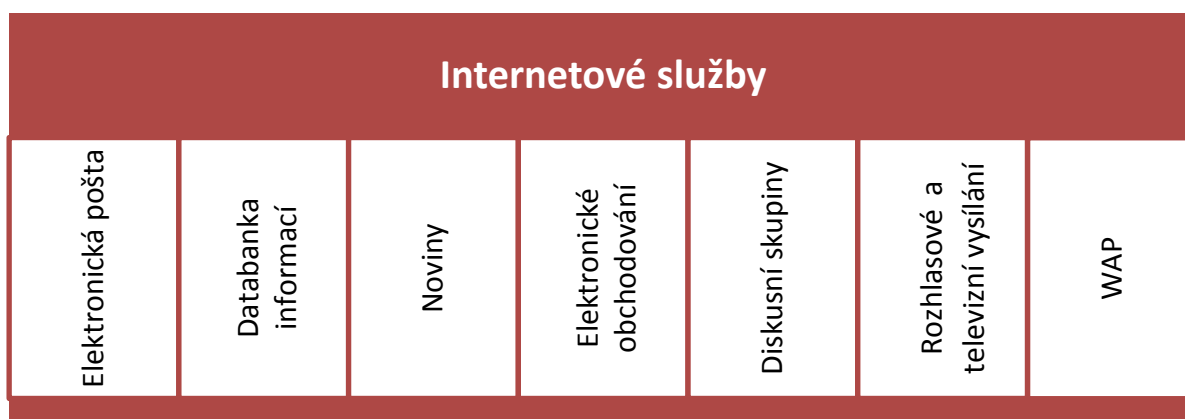 Internetové služby
Elektronická pošta
Databanka
informací
Noviny
Elektronické
obchodování
Diskusní skupiny
Rozhlasové a
televizní vysílání
WAP